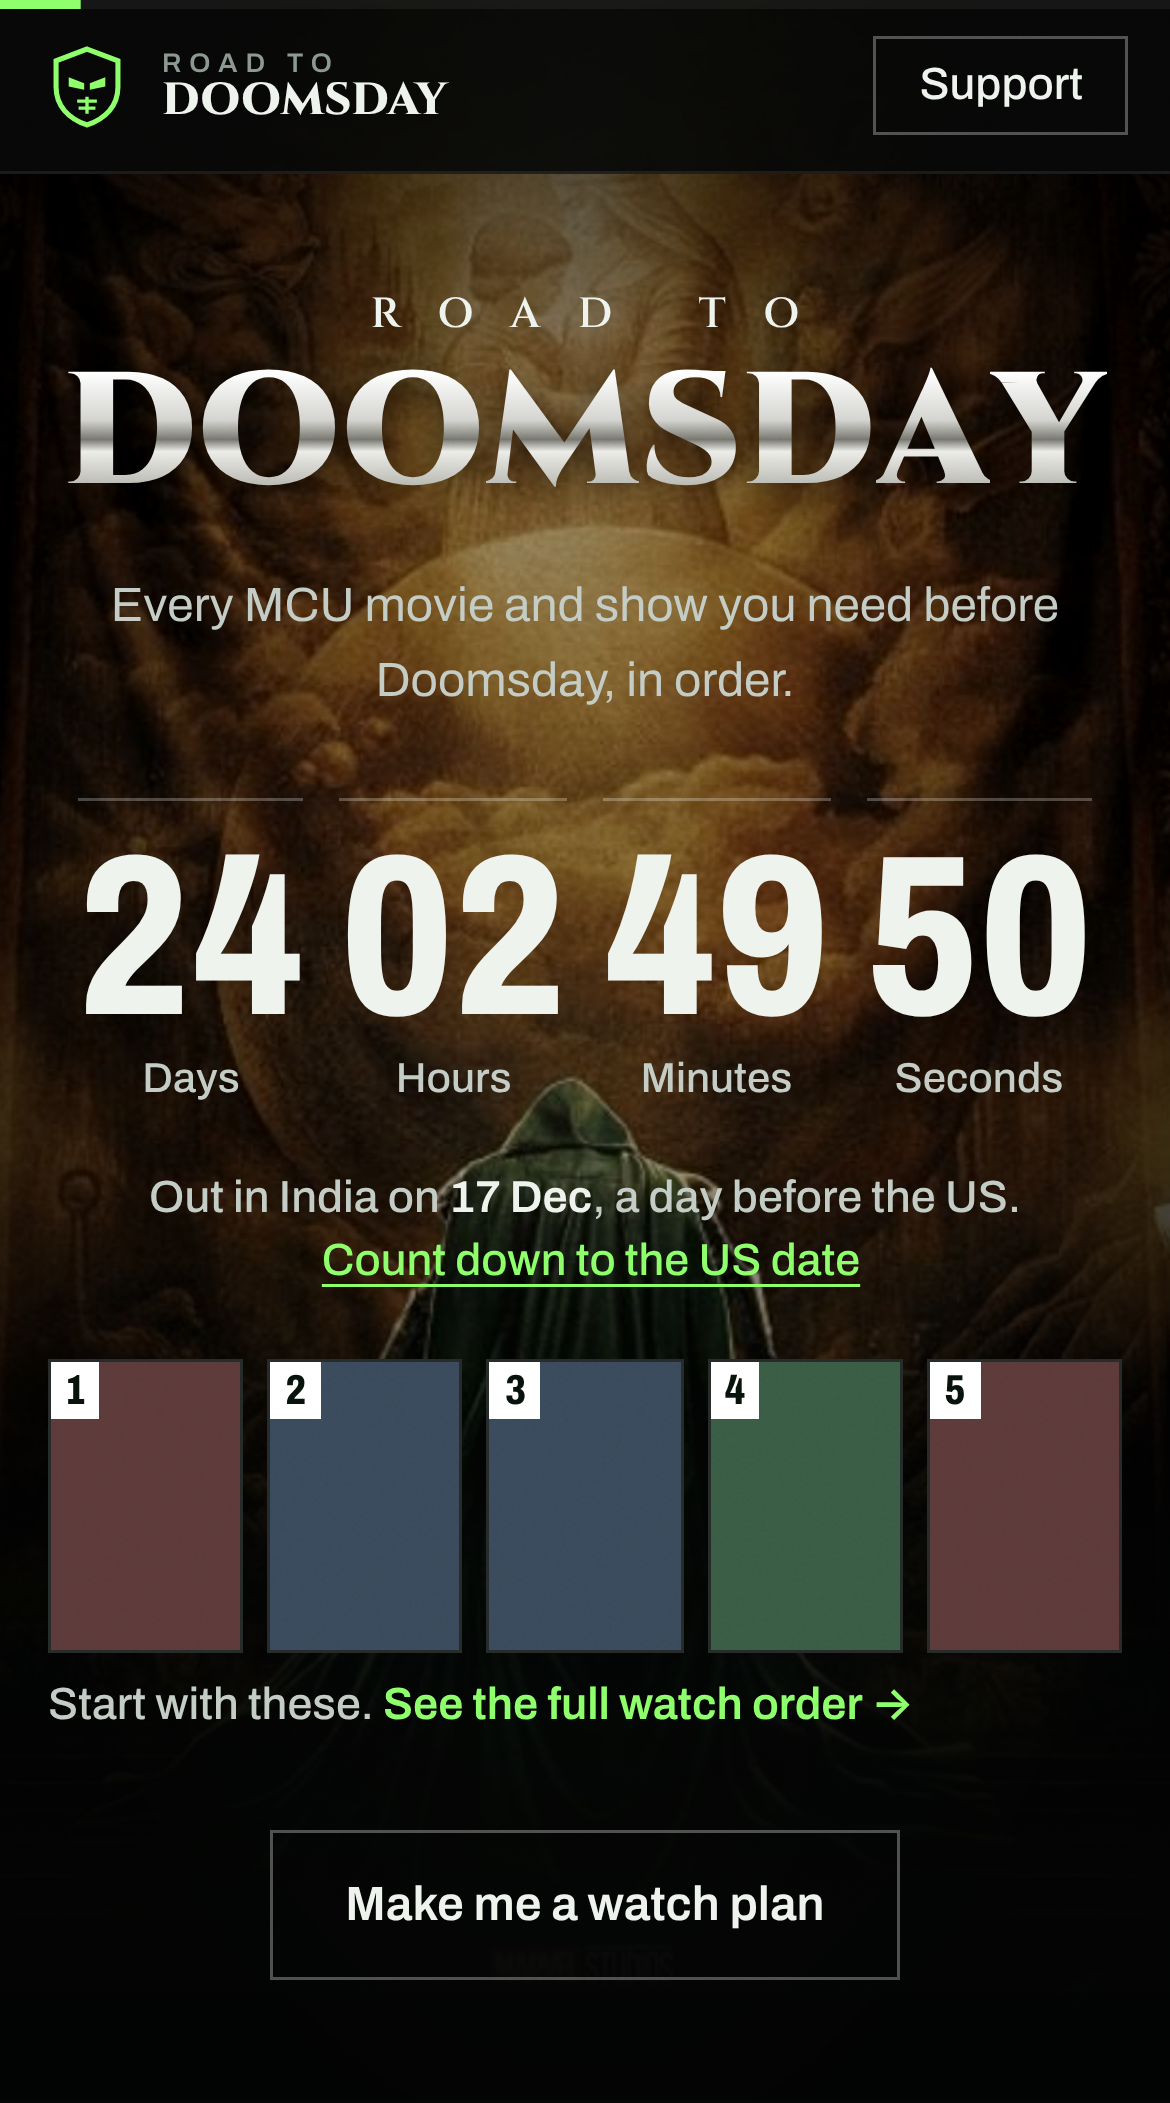 ROAD TO
DOOMSDAY
Support
ROAD TO
DOOMSDAY
Every MCU movie and show you need before
Doomsday, in order.
24 02 49 50
Days Hours Minutes Seconds
Out in India on 17 Dec, a day before the US.
Count down to the US date
1 2 3 4 5
Start with these. See the full watch order →
Make me a watch plan
STUDIOS